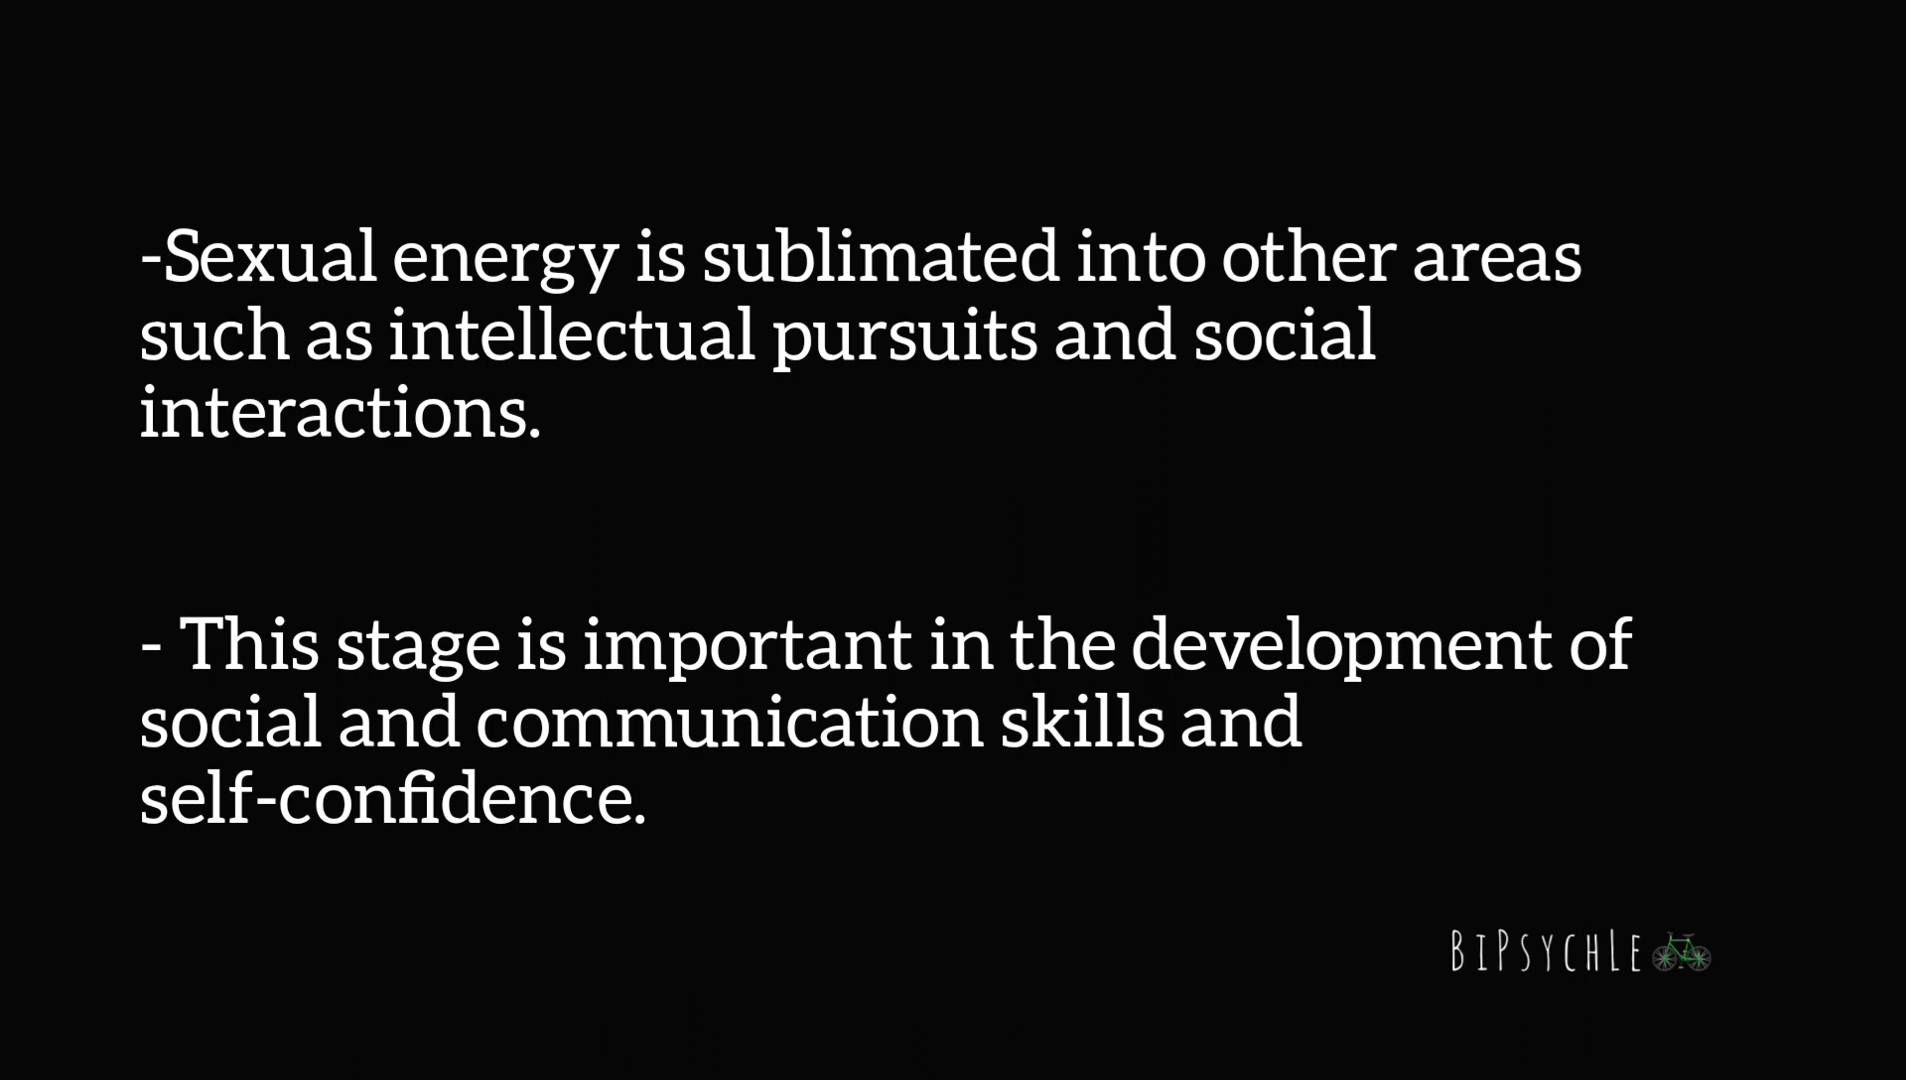 -Sexual energy is sublimated into other areas
such as intellectual pursuits and social
interactions.
- This stage is important in the development of
social and communication skills and
self-confidence.
BIPSYCHLE